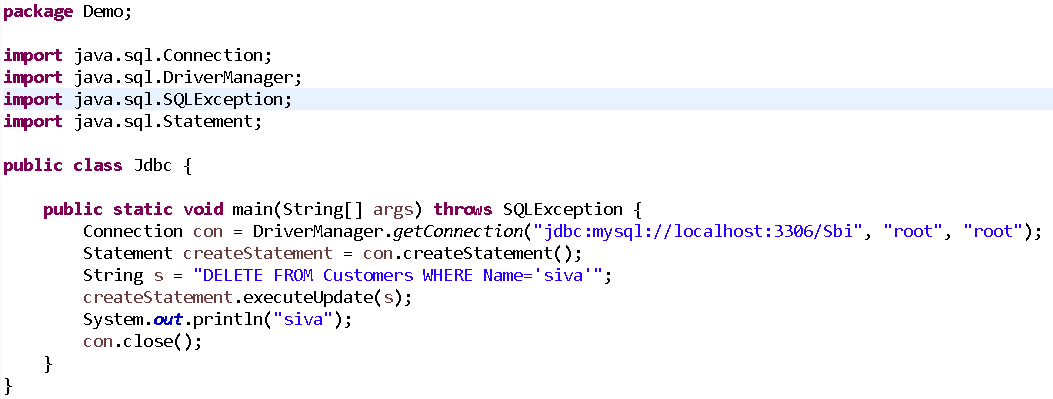 package Demo;
import java.sql.Connection;
import java.sql.DriverManager;
import java.sql.SQLException;
import java.sql.Statement;
public class Jdbc {
public static void main(String[] args) throws SQLException {
Connection con = DriverManager.getConnection("jdbc:mysql://localhost:3306/Sbi", "root", "root");
Statement createStatement = con.createStatement();
String s = "DELETE FROM Customers WHERE Name='siva'";
createStatement.executeUpdate(s);
System.out.println("siva");
con.close();
}
}